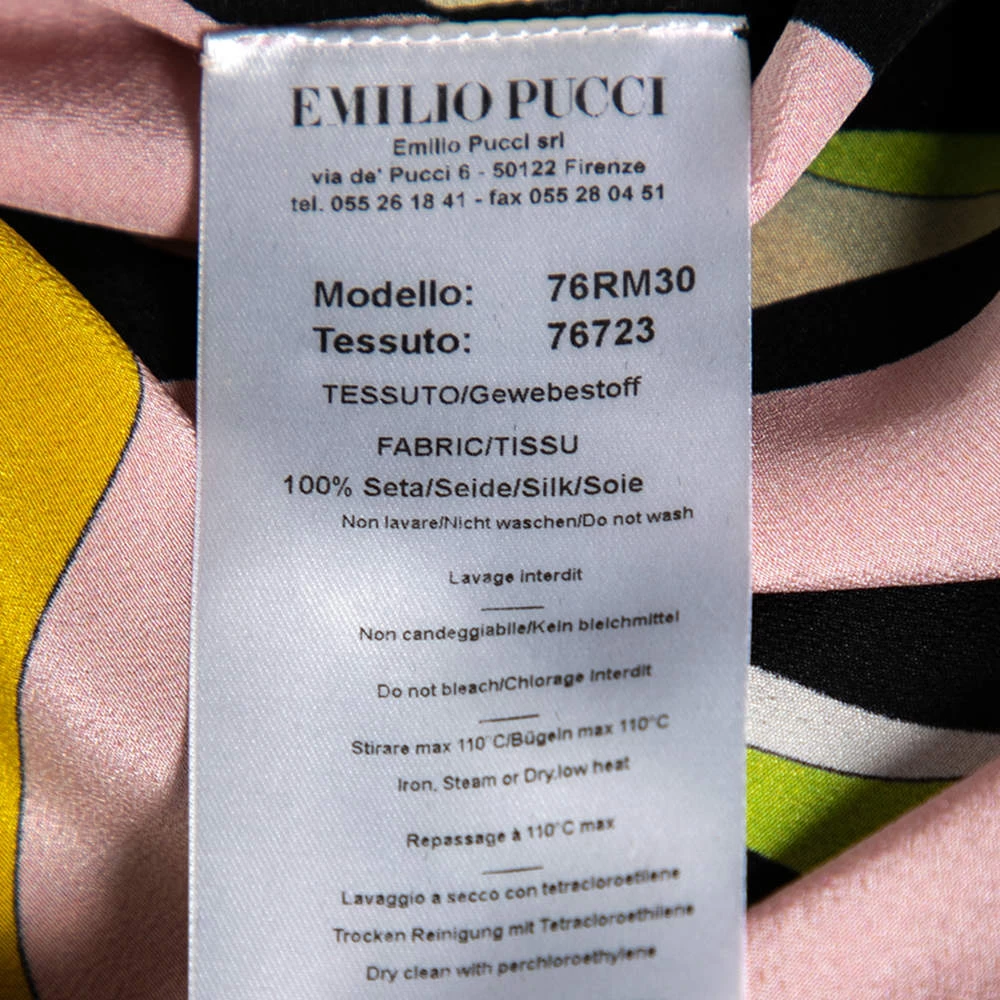 EMILIO PUCCI
Emilio Pucci srl
via de' Pucci 6 - 50122 Firenze
tel. 055 26 18 41 - fax 055 28 04 51
Modello: 76RM30
Tessuto: 76723
TESSUTO/Gewebestoff
FABRIC/TISSU
100% Seta/Seide/Silk/Soie
Non lavare/Nicht waschen/Do not wash
Lavage interdit
Non candeggiabile/Kein bleichmittel
Do not bleach/Chlorage interdit
Stirare max 110°C/Bügeln max 110°C
Iron, Steam or Dry,low heat
Repassage à 110°C max
Lavaggio a secco con tetracloroetilene
Trocken Reinigung mit Tetracloroethilene
Dry clean with perchloroethylene